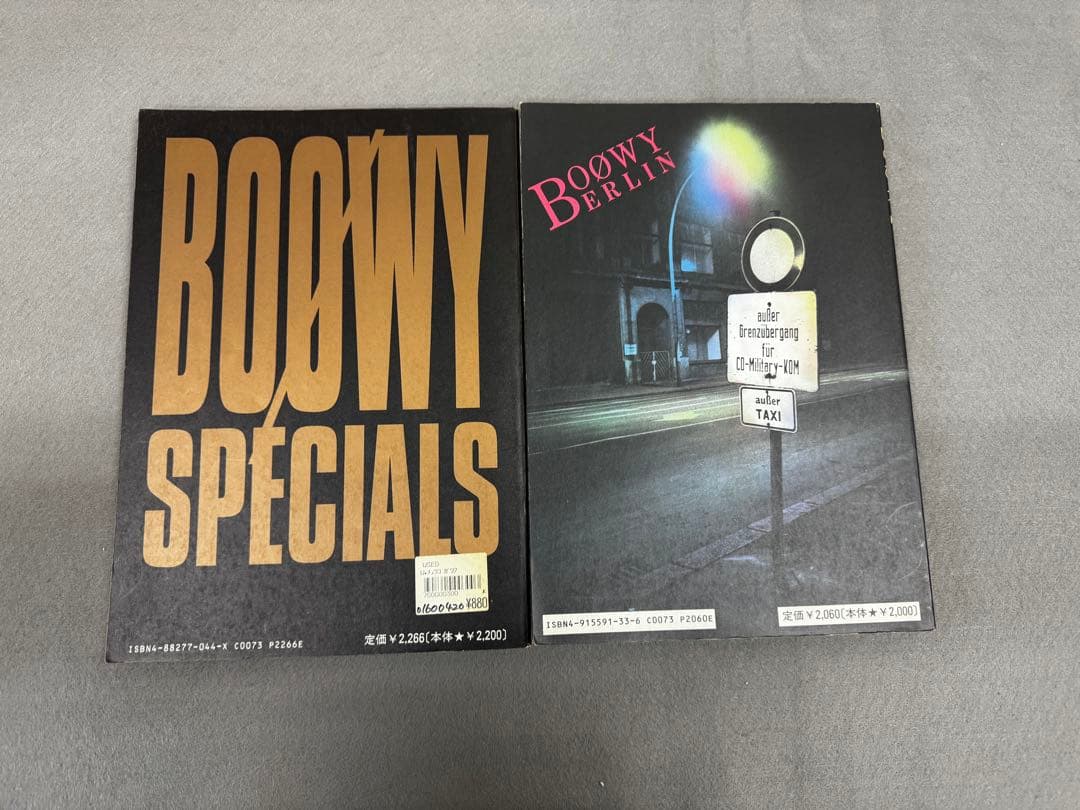 BOØWY
SPECIALS
USED
700000300
01600420 ¥880
ISBN4-88277-044-X C0073 P2266E
定価￥2,266〔本体★￥2,200〕
BOØWY
BERLIN
außer
Grenzübergang
für
CD-Military-KOM
außer
TAXI
ISBN4-915591-33-6 C0073 P2060E
定価￥2,060〔本体★￥2,000〕